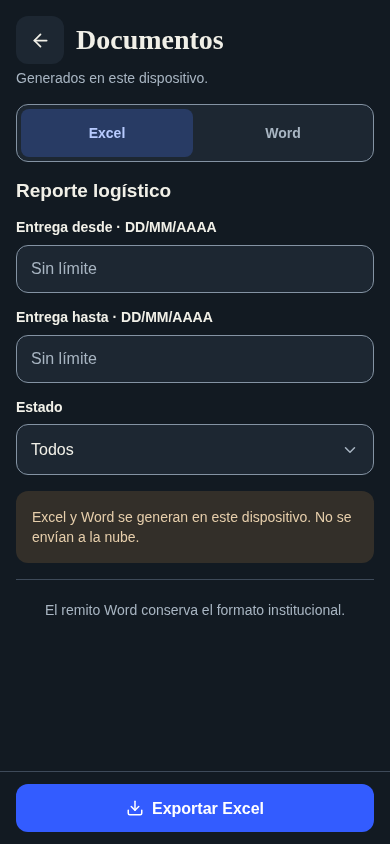 Documentos
Generados en este dispositivo.
Excel
Word
Reporte logístico
Entrega desde · DD/MM/AAAA
Sin límite
Entrega hasta · DD/MM/AAAA
Sin límite
Estado
Todos
Excel y Word se generan en este dispositivo. No se
envían a la nube.
El remito Word conserva el formato institucional.
Exportar Excel